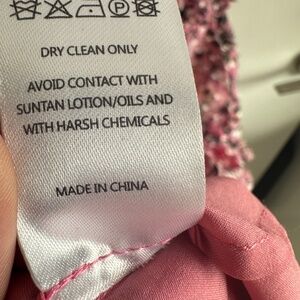 DRY CLEAN ONLY
AVOID CONTACT WITH
SUNTAN LOTION/OILS AND
WITH HARSH CHEMICALS
MADE IN CHINA